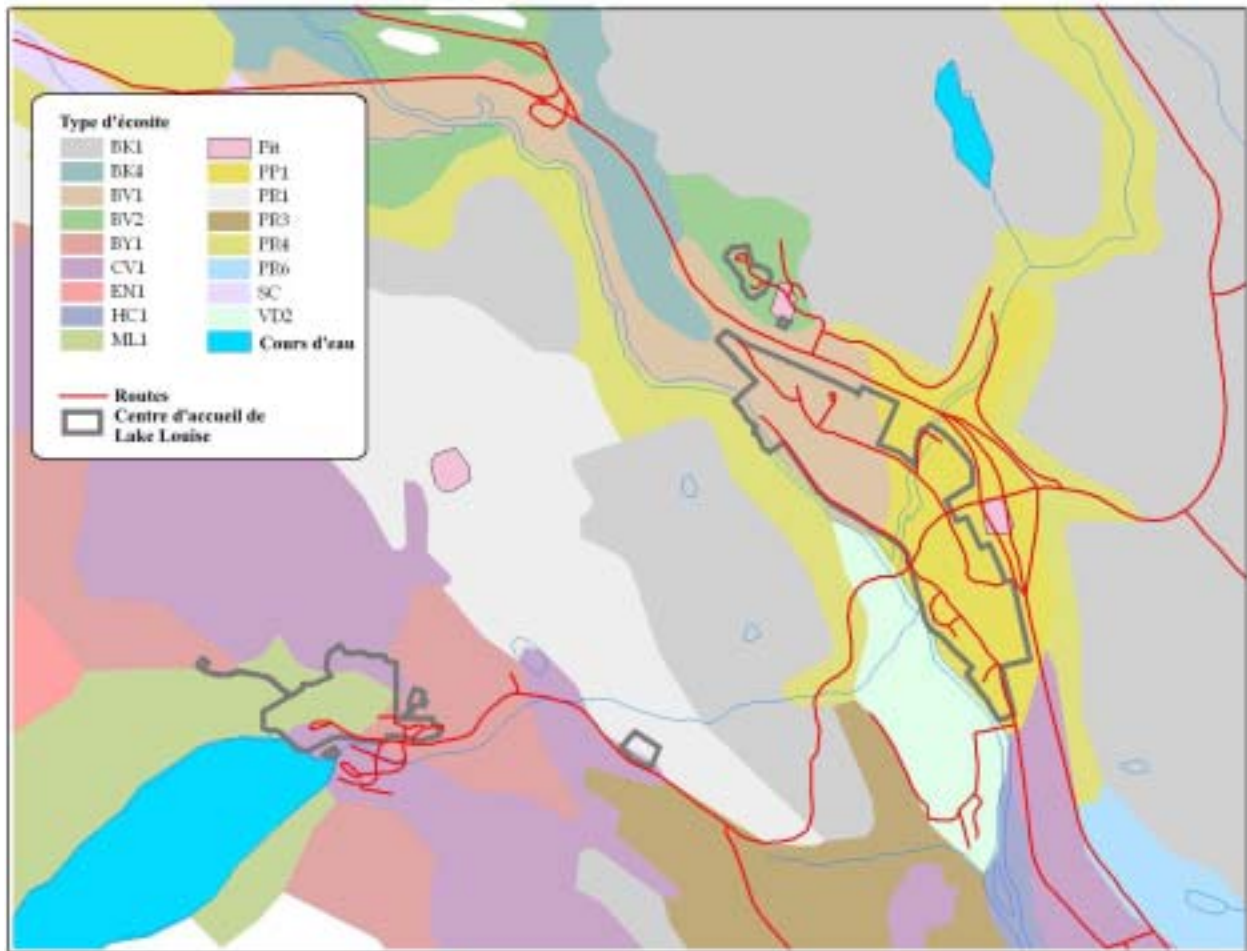 Type d'écosite
BK1
BK4
BV1
BV2
BY1
CV1
EN1
HC1
ML1
Pit
PP1
PR1
PR3
PR4
PR6
SC
VD2
Cours d'eau
Routes
Centre d'accueil de
Lake Louise